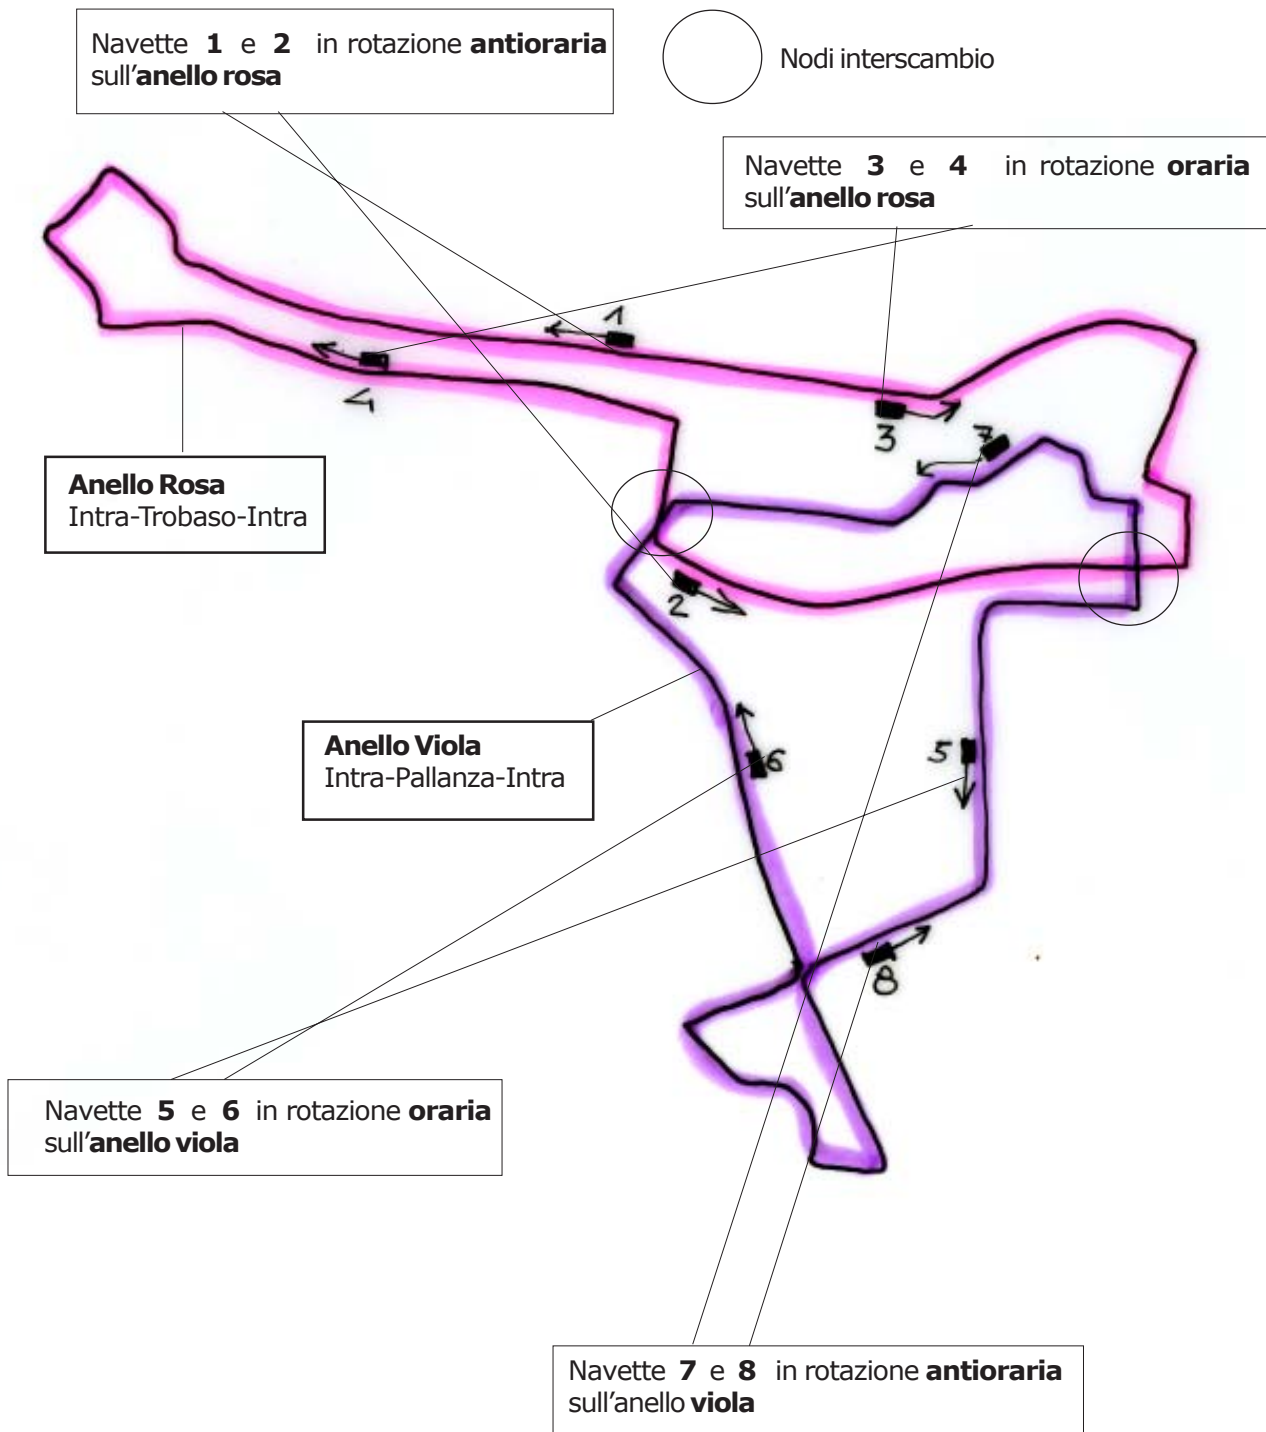 Navette 1 e 2 in rotazione antioraria
sull'anello rosa
Nodi interscambio
Navette 3 e 4 in rotazione oraria
sull'anello rosa
1
4
3
7
Anello Rosa
Intra-Trobaso-Intra
2
Anello Viola
Intra-Pallanza-Intra
6
5
8
Navette 5 e 6 in rotazione oraria
sull'anello viola
Navette 7 e 8 in rotazione antioraria
sull'anello viola